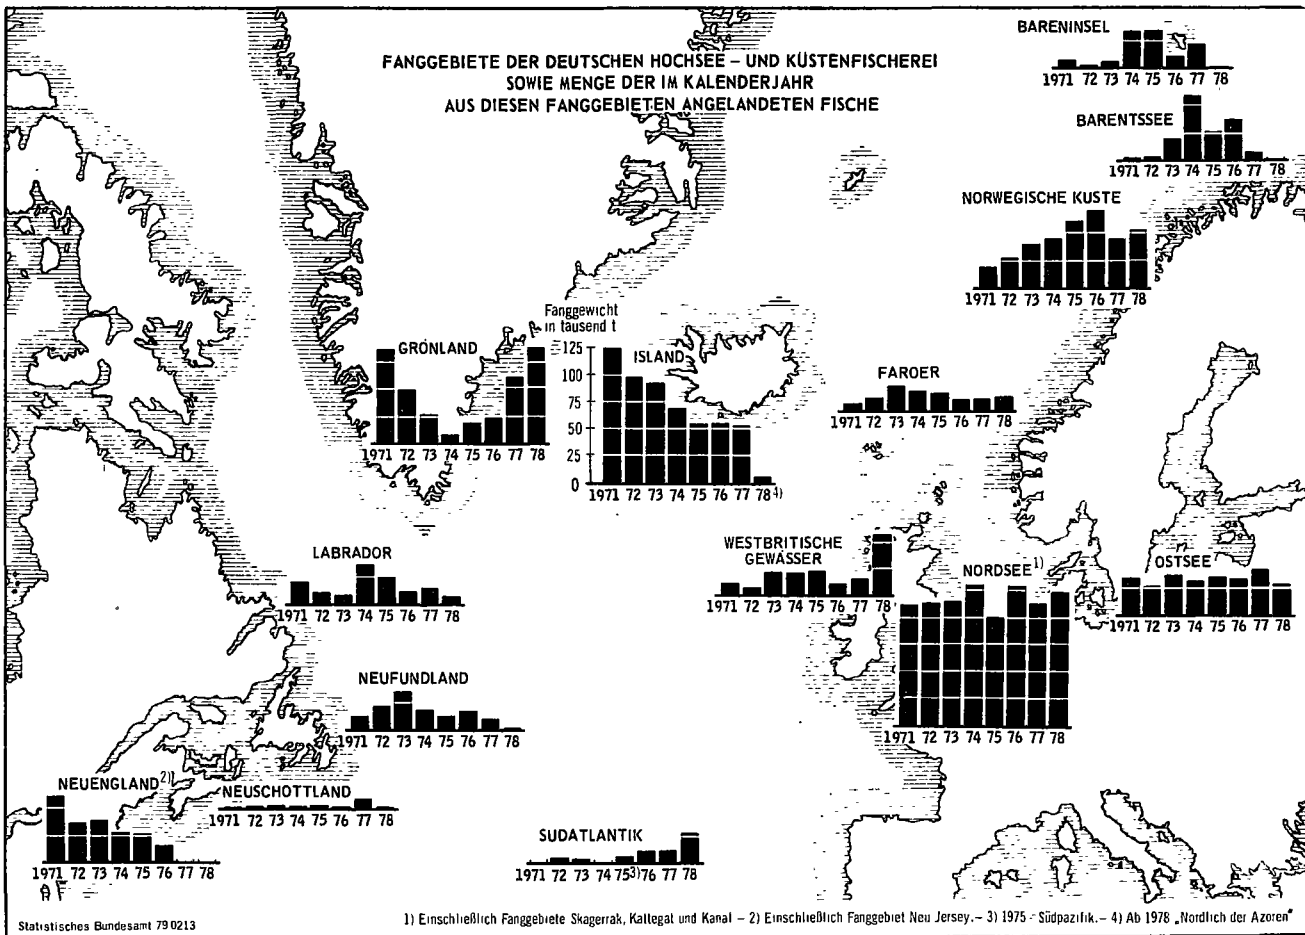 FANGGEBIETE DER DEUTSCHEN HOCHSEE – UND KÜSTENFISCHEREI
SOWIE MENGE DER IM KALENDERJAHR
AUS DIESEN FANGGEBIETEN ANGELANDETEN FISCHE
BARENINSEL
1971 72 73 74 75 76 77 78
BARENTSSEE
1971 72 73 74 75 76 77 78
NORWEGISCHE KUSTE
1971 72 73 74 75 76 77 78
GRONLAND
1971 72 73 74 75 76 77 78
Fanggewicht
in tausend t
125
100
75
50
25
0
ISLAND
1971 72 73 74 75 76 77 78 4)
FAROER
1971 72 73 74 75 76 77 78
LABRADOR
1971 72 73 74 75 76 77 78
WESTBRITISCHE
GEWÄSSER
1971 72 73 74 75 76 77 78
NORDSEE 1)
1971 72 73 74 75 76 77 78
OSTSEE
1971 72 73 74 75 76 77 78
NEUFUNDLAND
1971 72 73 74 75 76 77 78
NEUENGLAND 2)
1971 72 73 74 75 76 77 78
NEUSCHOTTLAND
1971 72 73 74 75 76 77 78
SUDATLANTIK
1971 72 73 74 75 3) 76 77 78
Statistisches Bundesamt 79 0213
1) Einschließlich Fanggebiete Skagerrak, Kattegat und Kanal – 2) Einschließlich Fanggebiet Neu Jersey. – 3) 1975 - Südpazifik. – 4) Ab 1978 „Nordlich der Azoren"